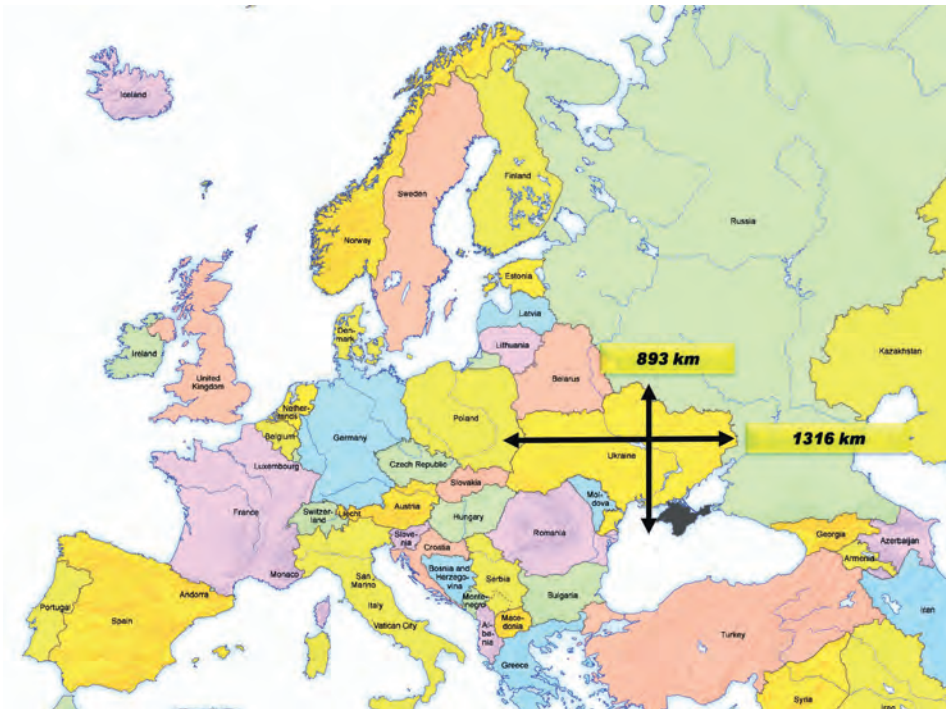 Iceland
Sweden
Finland
Norway
Russia
Estonia
Latvia
Den-
mark
Lithuania
Ireland
United
Kingdom
893 km
Kazakhstan
Belarus
Nether-
lands
Poland
Belgium
Germany
1316 km
Ukraine
Luxembourg
Czech Republic
Slovakia
Mol-
dova
France
Switzer-
land
Liecht.
Austria
Hungary
Romania
Slove-
nia
Croatia
Georgia
Azerbaijan
Armenia
Monaco
San
Marino
Bosnia and
Herzego-
vina
Serbia
Andorra
Portugal
Spain
Italy
Monte-
negro
Bulgaria
Iran
Vatican City
Mace-
donia
Al-
ba-
nia
Turkey
Greece
Syria